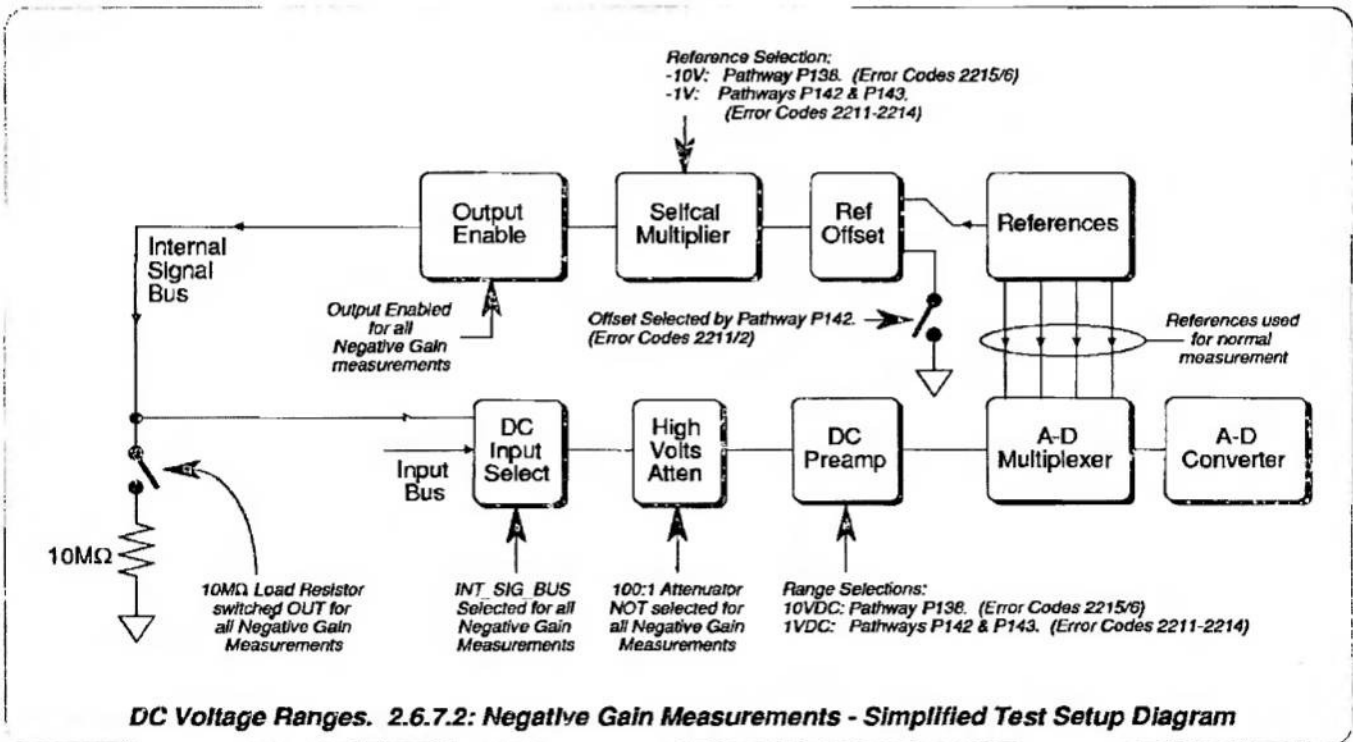 Reference Selection:
-10V: Pathway P138. (Error Codes 2215/6)
-1V: Pathways P142 & P143.
(Error Codes 2211-2214)
Output
Enable
Selfcal
Multiplier
Ref
Offset
References
Internal
Signal
Bus
Output Enabled
for all
Negative Gain
measurements
Offset Selected by Pathway P142.
(Error Codes 2211/2)
References used
for normal
measurement
DC
Input
Select
High
Volts
Atten
DC
Preamp
A-D
Multiplexer
A-D
Converter
Input
Bus
10MΩ
10MΩ Load Resistor
switched OUT for
all Negative Gain
Measurements
INT_SIG_BUS
Selected for all
Negative Gain
Measurements
100:1 Attenuator
NOT selected for
all Negative Gain
Measurements
Range Selections:
10VDC: Pathway P138. (Error Codes 2215/6)
1VDC: Pathways P142 & P143. (Error Codes 2211-2214)
DC Voltage Ranges. 2.6.7.2: Negative Gain Measurements - Simplified Test Setup Diagram